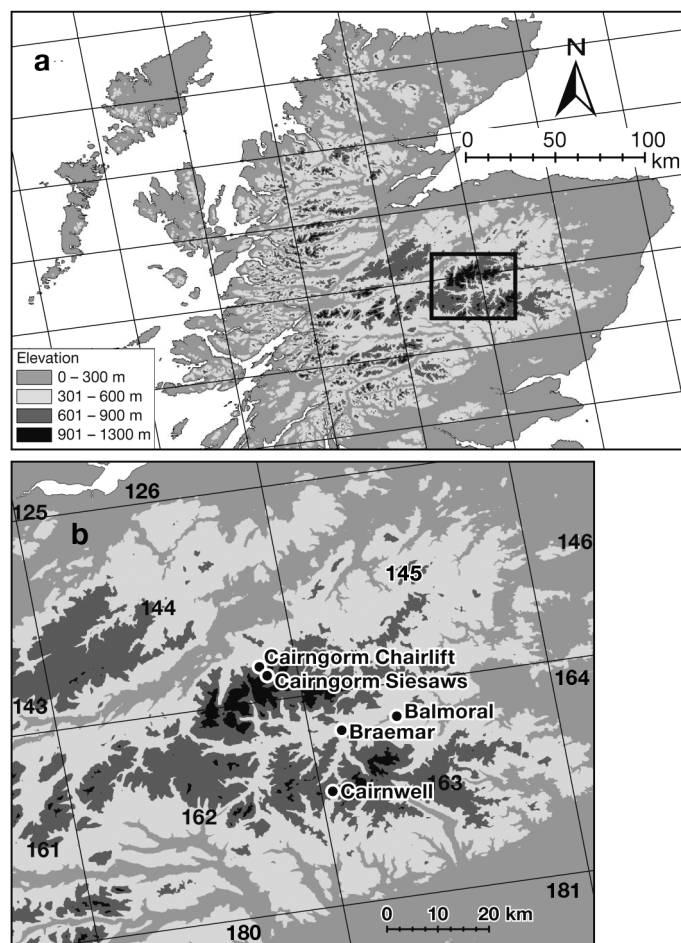 a
N
0 50 100
km
Elevation
0 – 300 m
301 – 600 m
601 – 900 m
901 – 1300 m
126
125
b
146
145
144
Cairngorm Chairlift
Cairngorm Siesaws
164
143
Balmoral
Braemar
163
Cairnwell
162
161
181
0 10 20 km
180